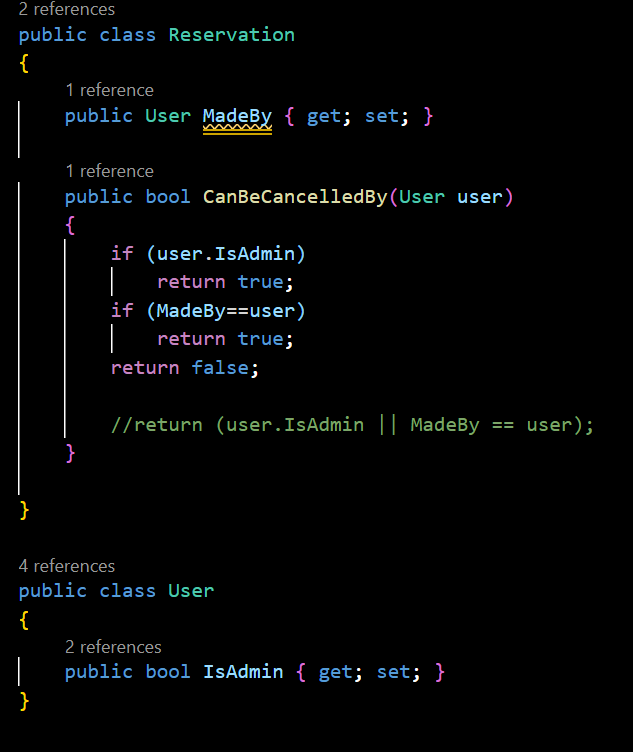 2 references
public class Reservation
{
1 reference
public User MadeBy { get; set; }
1 reference
public bool CanBeCancelledBy(User user)
{
if (user.IsAdmin)
return true;
if (MadeBy==user)
return true;
return false;
//return (user.IsAdmin || MadeBy == user);
}
}
4 references
public class User
{
2 references
public bool IsAdmin { get; set; }
}